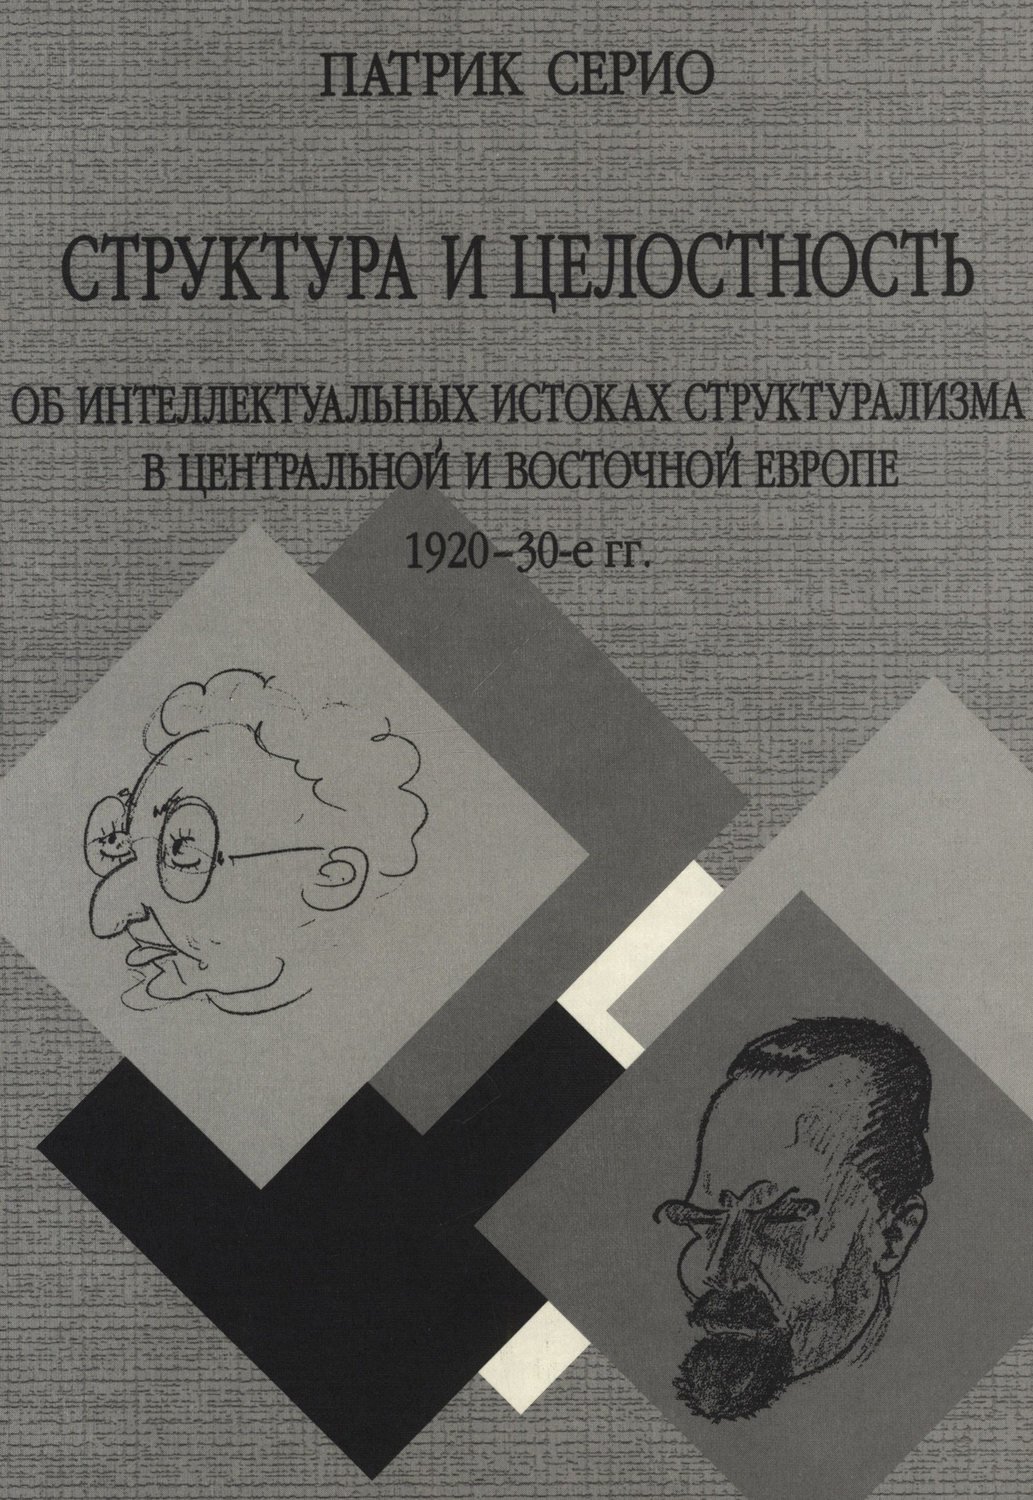 ПАТРИК СЕРИО
СТРУКТУРА И ЦЕЛОСТНОСТЬ
ОБ ИНТЕЛЛЕКТУАЛЬНЫХ ИСТОКАХ СТРУКТУРАЛИЗМА
В ЦЕНТРАЛЬНОЙ И ВОСТОЧНОЙ ЕВРОПЕ
1920–30-е гг.